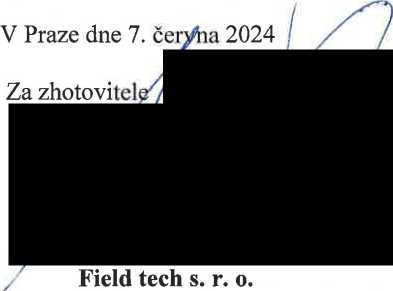 V Praze dne 7. června 2024
Za zhotovitele
Field tech s. r. o.